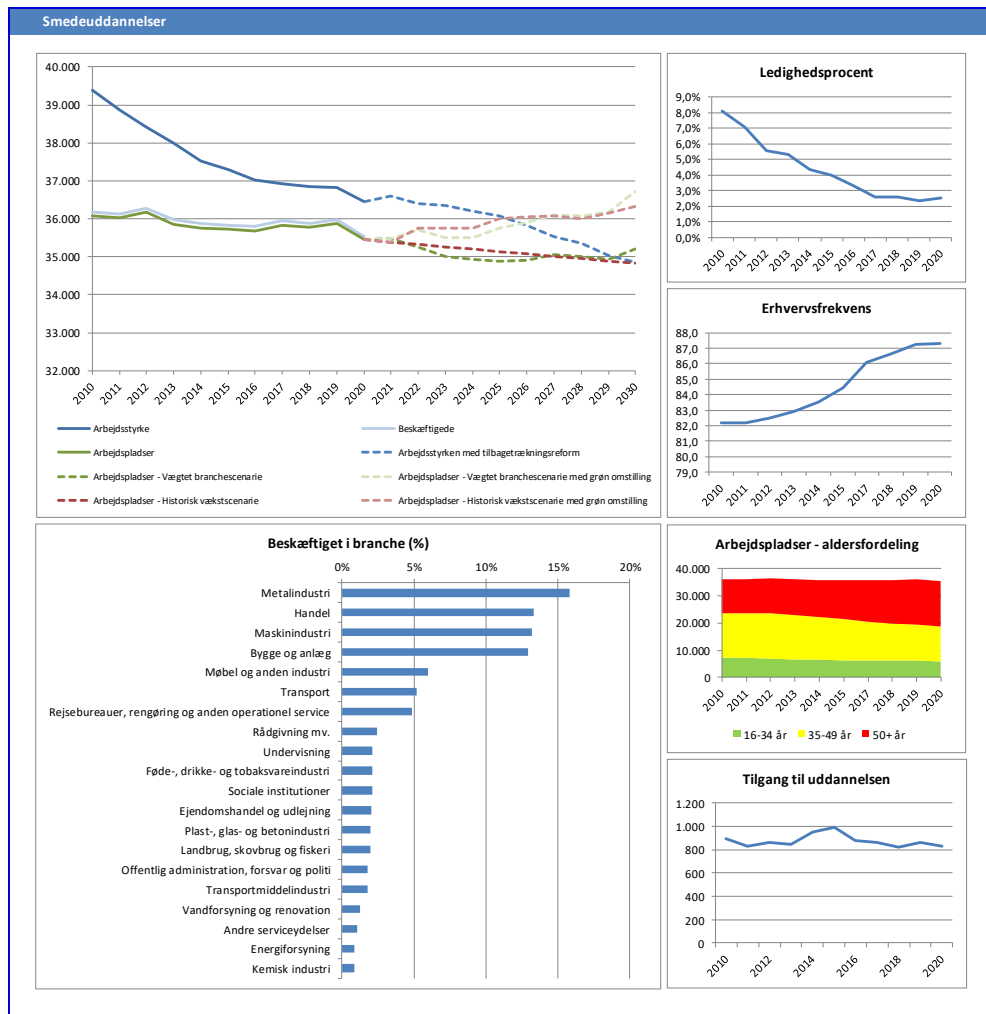 Smedeuddannelser
40.000
39.000
38.000
37.000
36.000
35.000
34.000
33.000
32.000
2010 2011 2012 2013 2014 2015 2016 2017 2018 2019 2020 2021 2022 2023 2024 2025 2026 2027 2028 2029 2030
Arbejdsstyrke
Beskæftigede
Arbejdspladser
Arbejdsstyrken med tilbagetrækningsreform
Arbejdspladser - Vægtet branchescenarie
Arbejdspladser - Vægtet branchescenarie med grøn omstilling
Arbejdspladser - Historisk vækstscenarie
Arbejdspladser - Historisk vækstscenarie med grøn omstilling
Ledighedsprocent
9,0%
8,0%
7,0%
6,0%
5,0%
4,0%
3,0%
2,0%
1,0%
0,0%
2010 2011 2012 2013 2014 2015 2016 2017 2018 2019 2020
Erhvervsfrekvens
88,0
87,0
86,0
85,0
84,0
83,0
82,0
81,0
80,0
79,0
2010 2011 2012 2013 2014 2015 2017 2018 2019 2020
Beskæftiget i branche (%)
0% 5% 10% 15% 20%
Metalindustri
Handel
Maskinindustri
Bygge og anlæg
Møbel og anden industri
Transport
Rejsebureauer, rengøring og anden operationel service
Rådgivning mv.
Undervisning
Føde-, drikke- og tobaksvareindustri
Sociale institutioner
Ejendomshandel og udlejning
Plast-, glas- og betonindustri
Landbrug, skovbrug og fiskeri
Offentlig administration, forsvar og politi
Transportmiddelindustri
Vandforsyning og renovation
Andre serviceydelser
Energiforsyning
Kemisk industri
Arbejdspladser - aldersfordeling
40.000
30.000
20.000
10.000
0
2010 2011 2012 2013 2014 2015 2017 2018 2019 2020
16-34 år 35-49 år 50+ år
Tilgang til uddannelsen
1.200
1.000
800
600
400
200
0
2010 2012 2014 2016 2018 2020